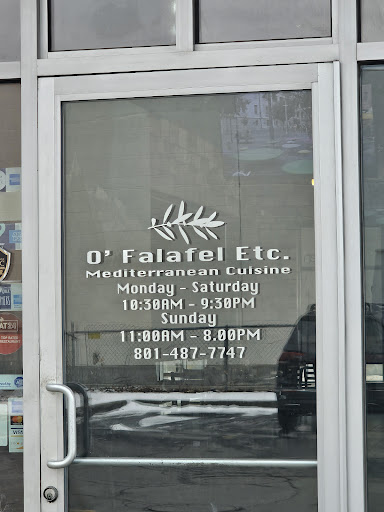 O' Falafel Etc.
Mediterranean Cuisine
Monday - Saturday
10:30AM - 9:30PM
Sunday
11:00AM - 8.00PM
801-487-7747